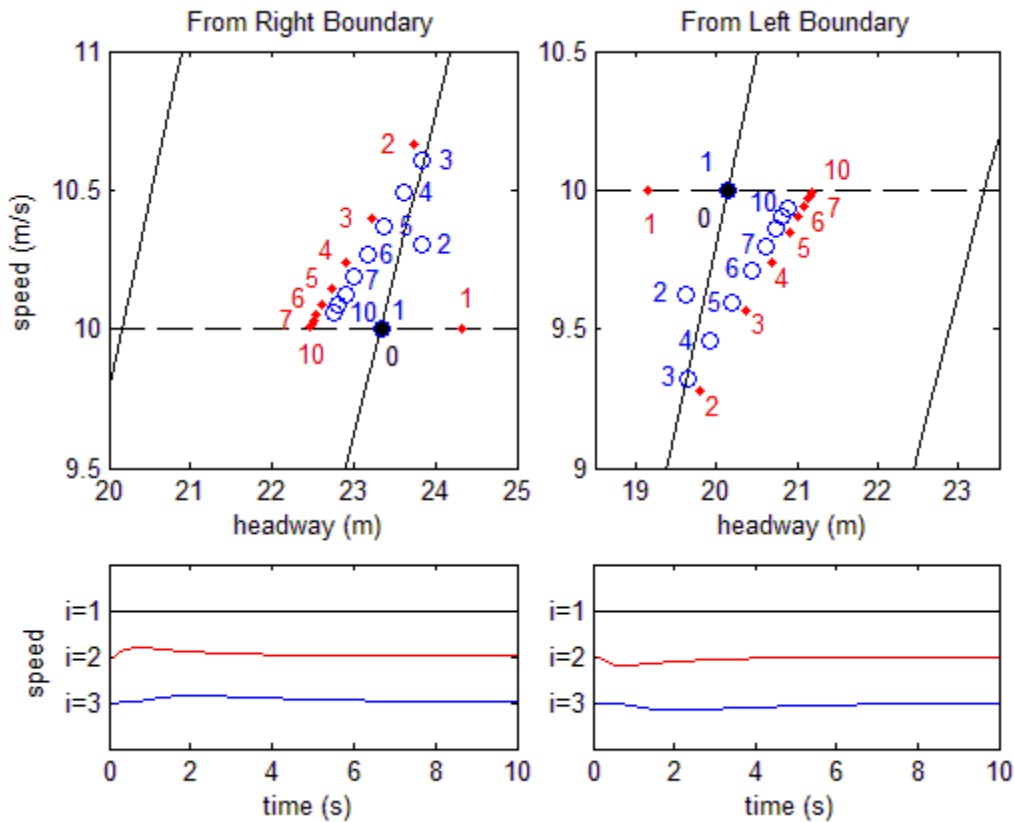 From Right Boundary
11
10.5
10
9.5
speed (m/s)
20 21 22 23 24 25
headway (m)
2
3
4
5
6
7
10
3
4
5
2
6
7
10
1
0
1
From Left Boundary
10.5
10
9.5
9
19 20 21 22 23
headway (m)
1
1
0
10
10
7
6
5
4
3
2
7
6
2
5
4
3
speed
i=1
i=2
i=3
0 2 4 6 8 10
time (s)
i=1
i=2
i=3
0 2 4 6 8 10
time (s)